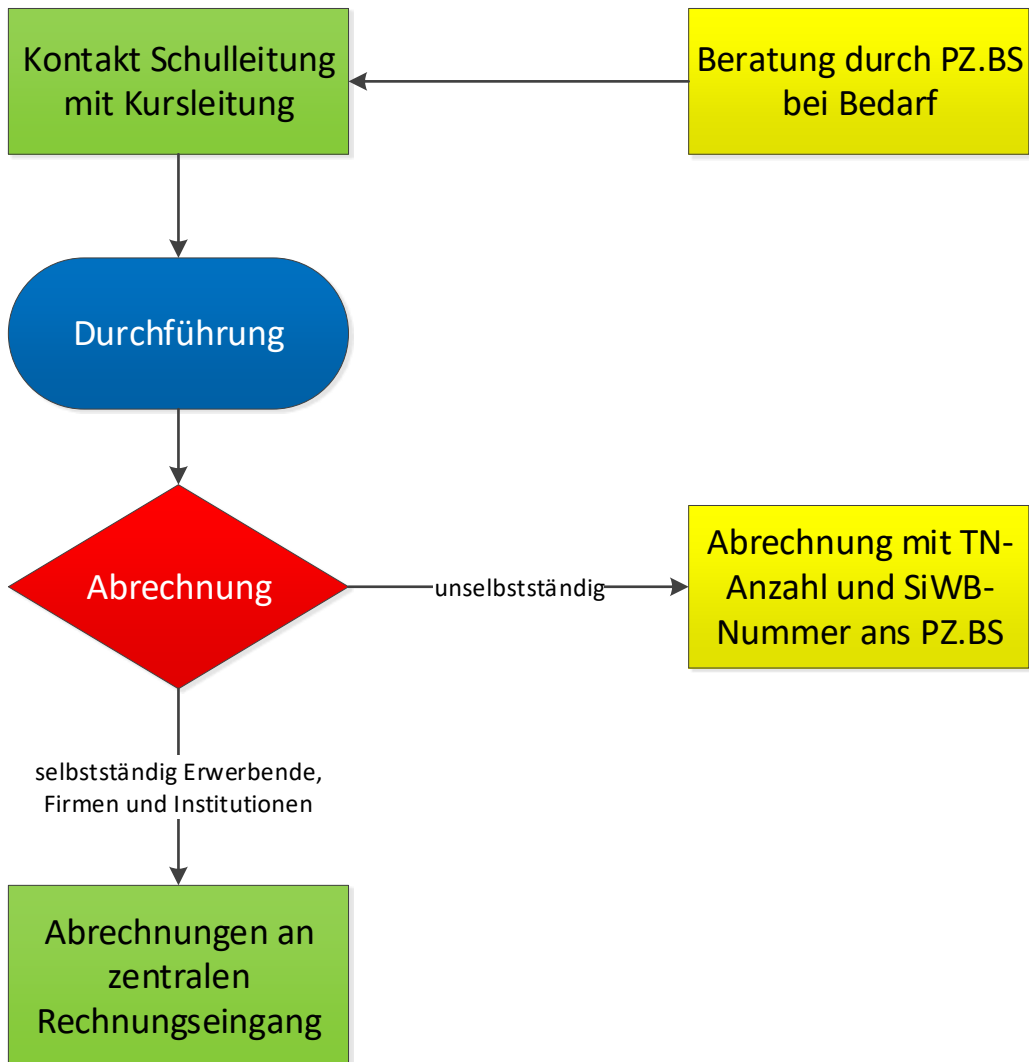 Kontakt Schulleitung
mit Kursleitung
Beratung durch PZ.BS
bei Bedarf
Durchführung
Abrechnung
unselbstständig
Abrechnung mit TN-
Anzahl und SiWB-
Nummer ans PZ.BS
selbstständig Erwerbende,
Firmen und Institutionen
Abrechnungen an
zentralen
Rechnungseingang